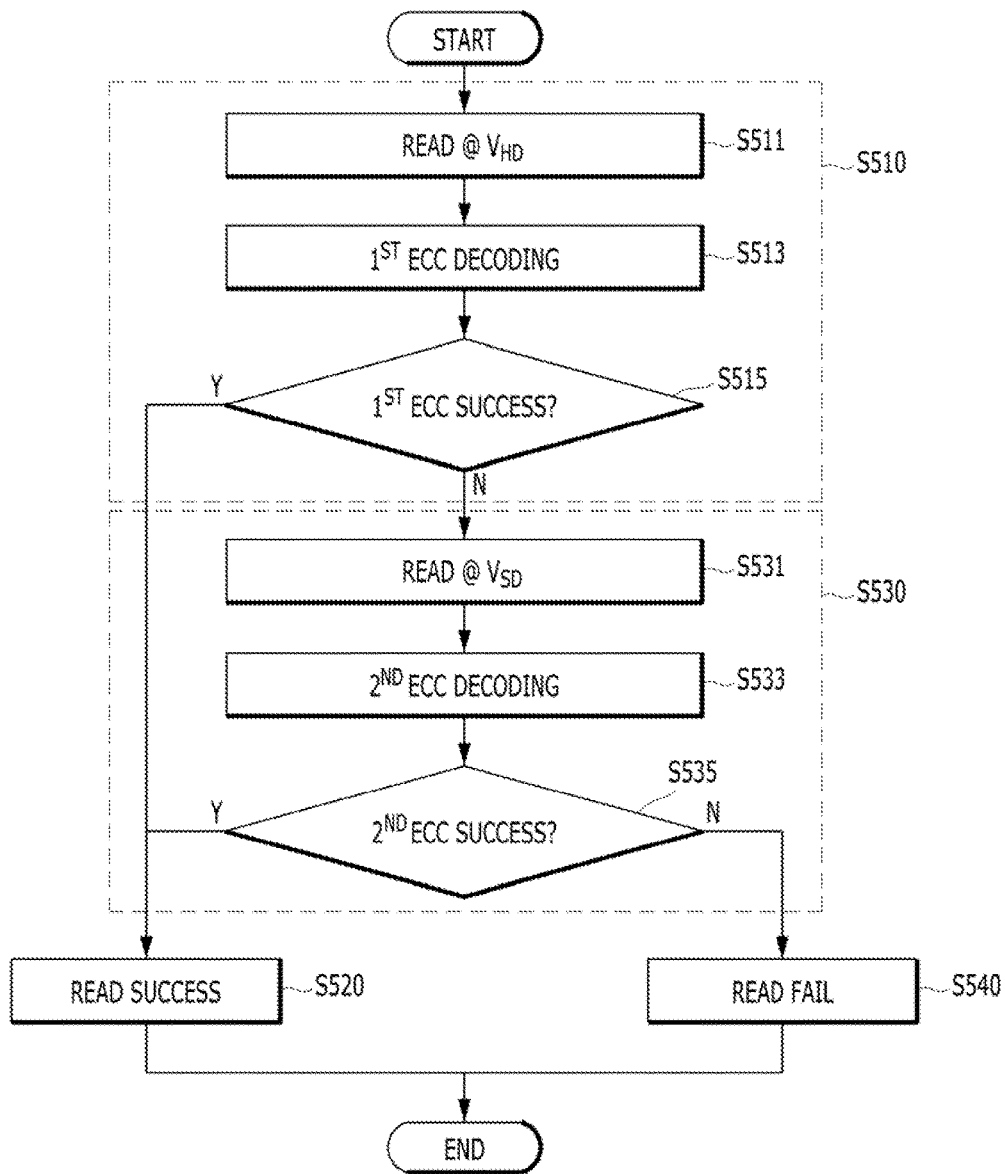 START
READ @ VHD
S511
S510
1ST ECC DECODING
S513
S515
Y
1ST ECC SUCCESS?
N
READ @ VSD
S531
S530
2ND ECC DECODING
S533
S535
Y
N
2ND ECC SUCCESS?
READ SUCCESS
S520
READ FAIL
S540
END